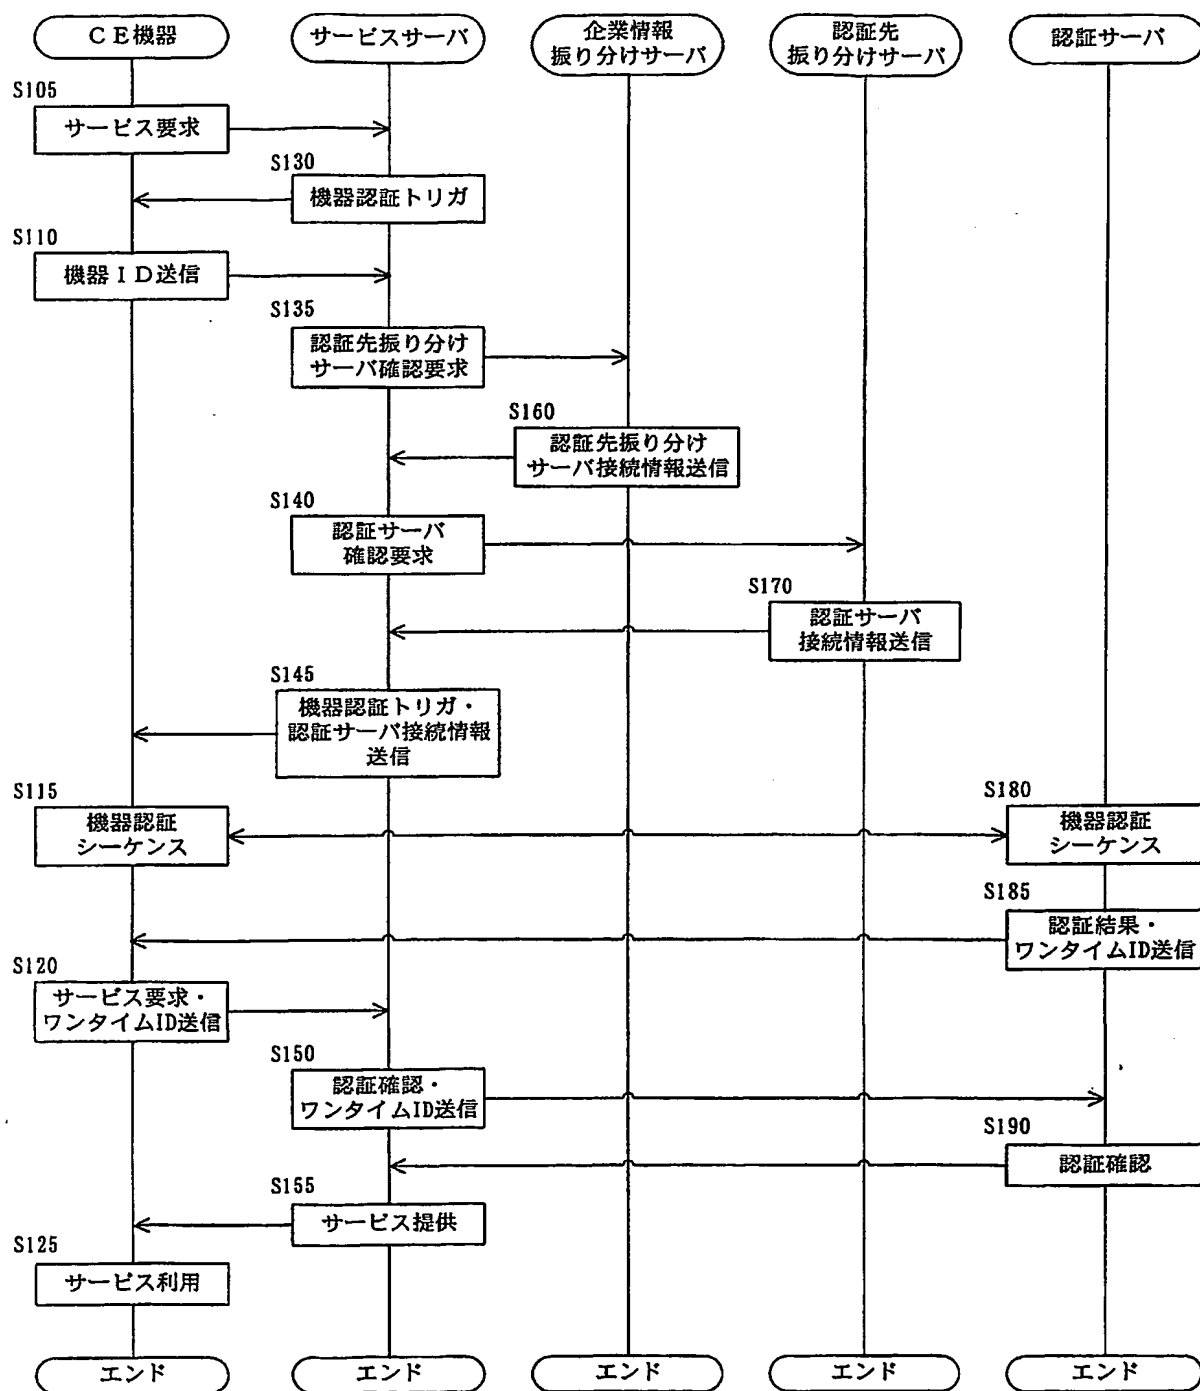 CE機器
サービスサーバ
企業情報
振り分けサーバ
認証先
振り分けサーバ
認証サーバ
S105
サービス要求
S130
機器認証トリガ
S110
機器ID送信
S135
認証先振り分け
サーバ確認要求
S160
認証先振り分け
サーバ接続情報送信
S140
認証サーバ
確認要求
S170
認証サーバ
接続情報送信
S145
機器認証トリガ・
認証サーバ接続情報
送信
S115
機器認証
シーケンス
S180
機器認証
シーケンス
S185
認証結果・
ワンタイムID送信
S120
サービス要求・
ワンタイムID送信
S150
認証確認・
ワンタイムID送信
S190
認証確認
S155
サービス提供
S125
サービス利用
エンド
エンド
エンド
エンド
エンド